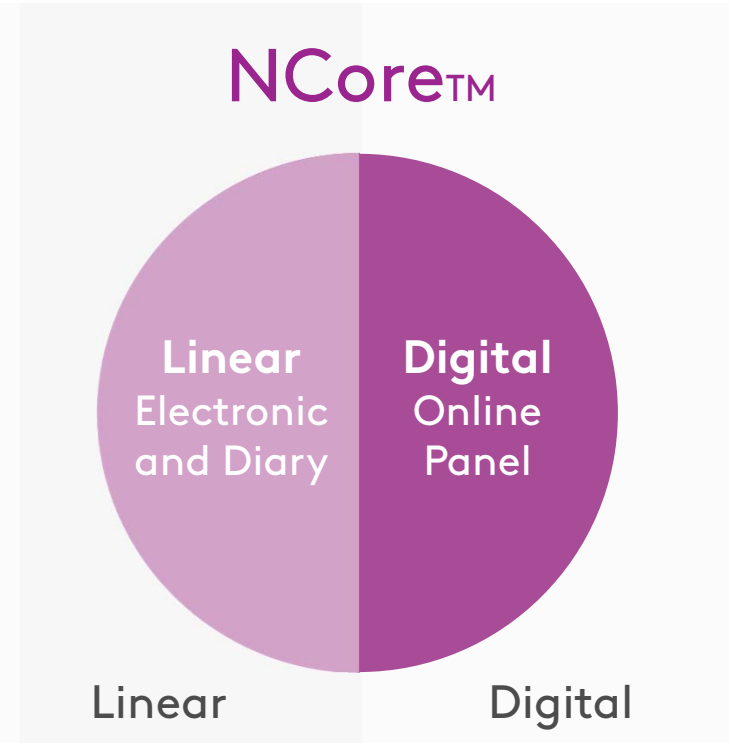 NCoreTM
Linear
Electronic
and Diary
Digital
Online
Panel
Linear
Digital